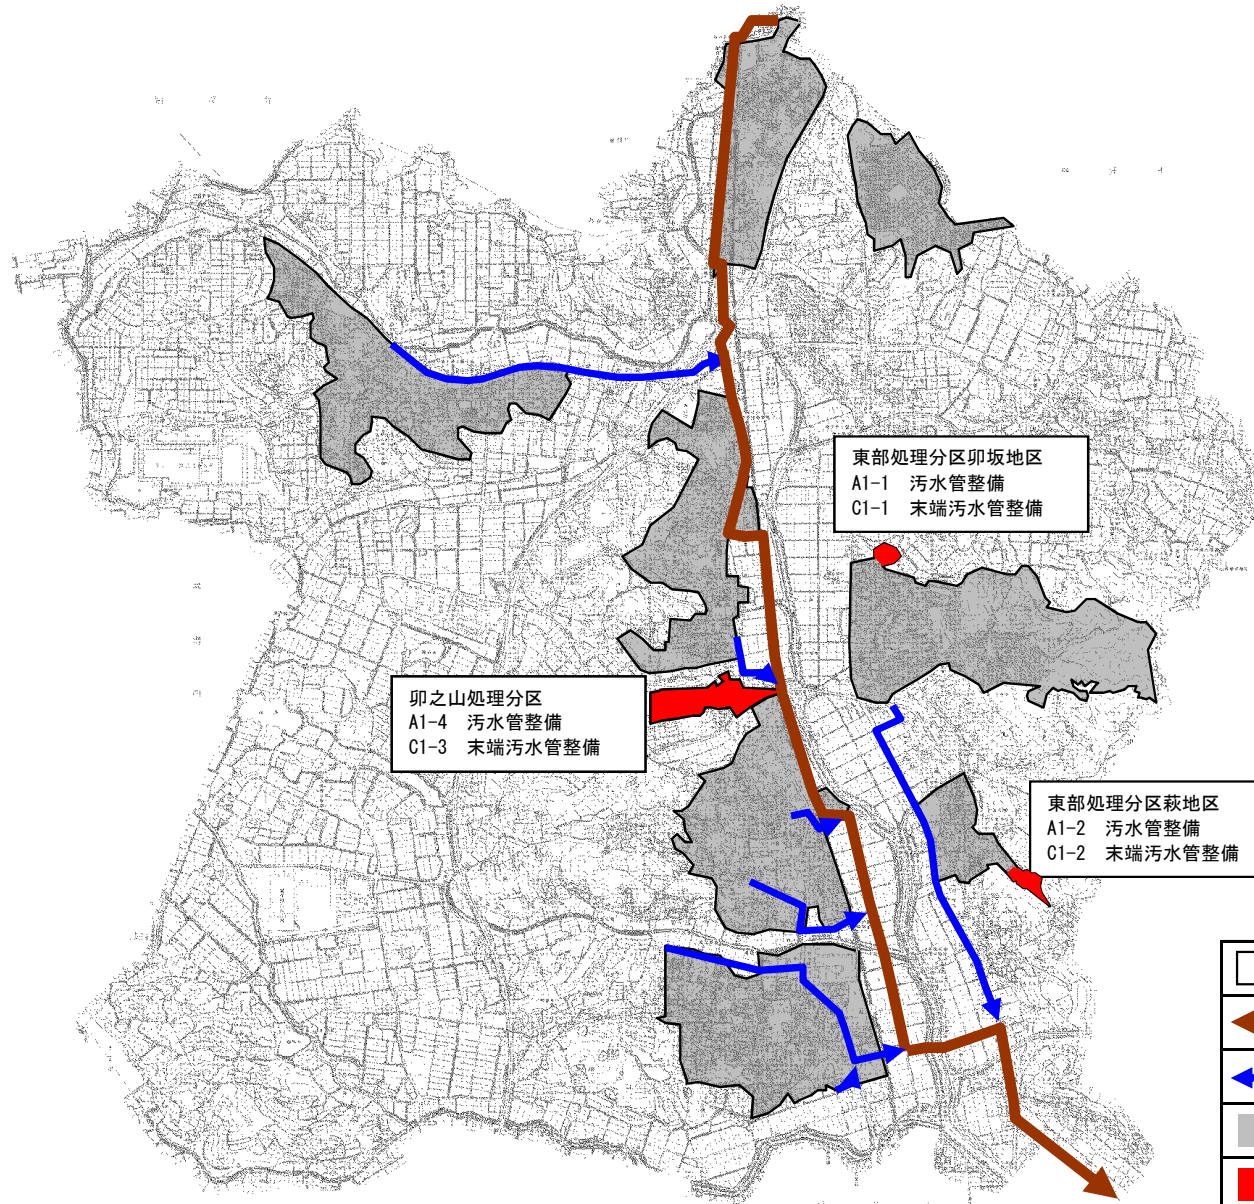 東部処理分区卯坂地区
A1-1 汚水管整備
C1-1 末端汚水管整備
卯之山処理分区
A1-4 汚水管整備
C1-3 末端汚水管整備
東部処理分区萩地区
A1-2 汚水管整備
C1-2 末端汚水管整備